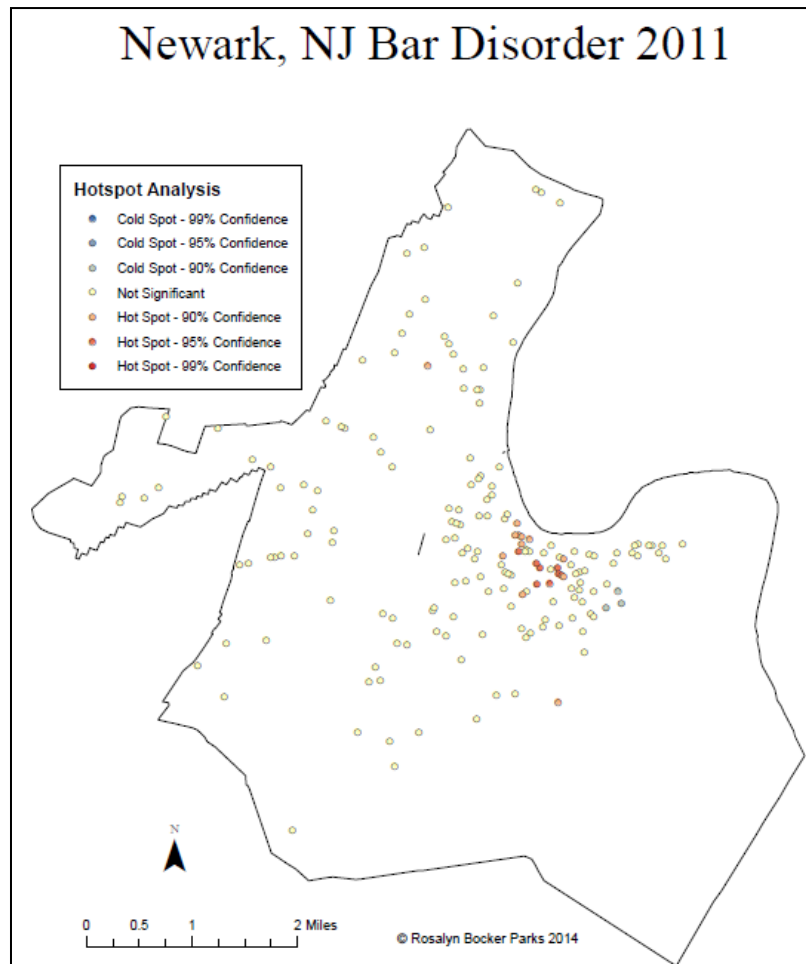 Newark, NJ Bar Disorder 2011
Hotspot Analysis
Cold Spot - 99% Confidence
Cold Spot - 95% Confidence
Cold Spot - 90% Confidence
Not Significant
Hot Spot - 90% Confidence
Hot Spot - 95% Confidence
Hot Spot - 99% Confidence
N
0 0.5 1 2 Miles
© Rosalyn Bocker Parks 2014